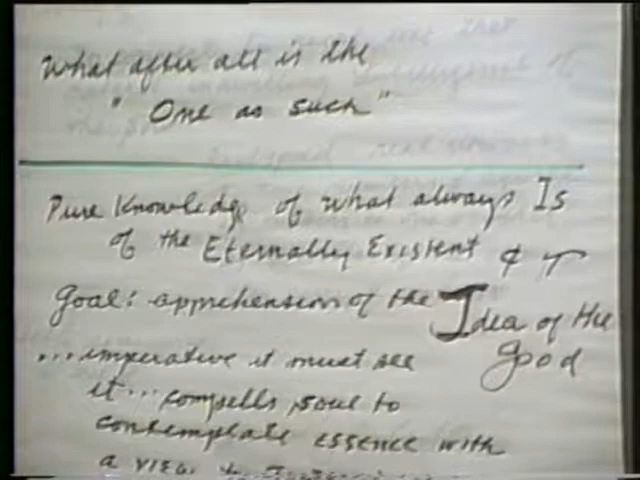 What after all is the
"One as such"
Pure Knowledge of what always Is
of the Eternally Existent &
Goal: apprehension of the Idea of the
Good
...imperative it must see
it... compells soul to
contemplate essence with
a view